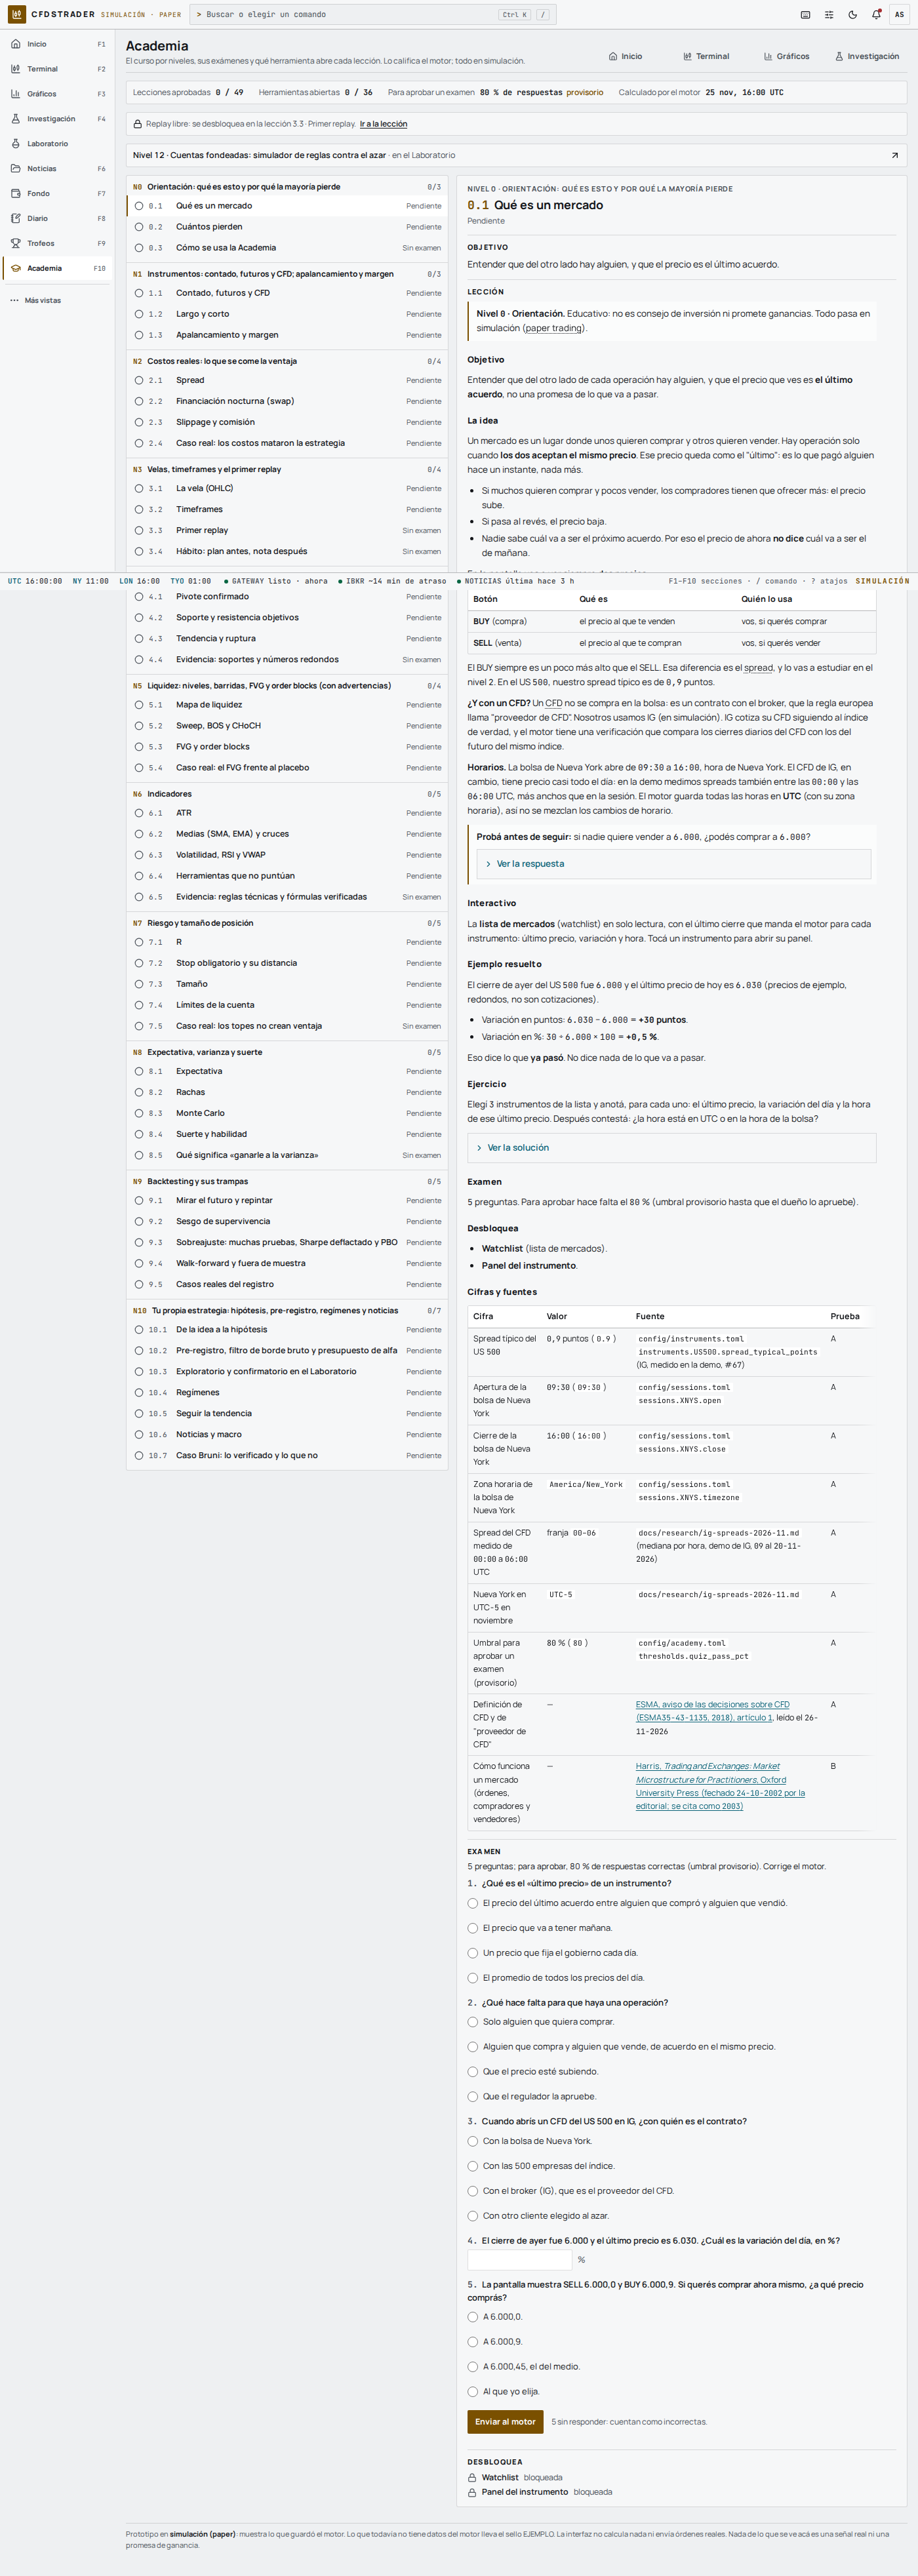 CFDSTRADER SIMULACIÓN · PAPER
> Buscar o elegir un comando
Ctrl K /
AS
Inicio F1
Terminal F2
Gráficos F3
Investigación F4
Laboratorio
Noticias F6
Fondo F7
Diario F8
Trofeos F9
Academia F10
Más vistas
Academia
El curso por niveles, sus exámenes y qué herramienta abre cada lección. Lo califica el motor; todo en simulación.
Inicio
Terminal
Gráficos
Investigación
Lecciones aprobadas 0 / 49 Herramientas abiertas 0 / 36 Para aprobar un examen 80 % de respuestas provisorio Calculado por el motor 25 nov, 16:00 UTC
Replay libre: se desbloquea en la lección 3.3 · Primer replay. Ir a la lección
Nivel 12 · Cuentas fondeadas: simulador de reglas contra el azar · en el Laboratorio
N0 Orientación: qué es esto y por qué la mayoría pierde 0/3
0.1 Qué es un mercado Pendiente
0.2 Cuántos pierden Pendiente
0.3 Cómo se usa la Academia Sin examen
N1 Instrumentos: contado, futuros y CFD; apalancamiento y margen 0/3
1.1 Contado, futuros y CFD Pendiente
1.2 Largo y corto Pendiente
1.3 Apalancamiento y margen Pendiente
N2 Costos reales: lo que se come la ventaja 0/4
2.1 Spread Pendiente
2.2 Financiación nocturna (swap) Pendiente
2.3 Slippage y comisión Pendiente
2.4 Caso real: los costos mataron la estrategia Pendiente
N3 Velas, timeframes y el primer replay 0/4
3.1 La vela (OHLC) Pendiente
3.2 Timeframes Pendiente
3.3 Primer replay Sin examen
3.4 Hábito: plan antes, nota después Sin examen
4.1 Pivote confirmado Pendiente
4.2 Soporte y resistencia objetivos Pendiente
4.3 Tendencia y ruptura Pendiente
4.4 Evidencia: soportes y números redondos Sin examen
N5 Liquidez: niveles, barridas, FVG y order blocks (con advertencias) 0/4
5.1 Mapa de liquidez Pendiente
5.2 Sweep, BOS y CHoCH Pendiente
5.3 FVG y order blocks Pendiente
5.4 Caso real: el FVG frente al placebo Pendiente
N6 Indicadores 0/5
6.1 ATR Pendiente
6.2 Medias (SMA, EMA) y cruces Pendiente
6.3 Volatilidad, RSI y VWAP Pendiente
6.4 Herramientas que no puntúan Pendiente
6.5 Evidencia: reglas técnicas y fórmulas verificadas Sin examen
N7 Riesgo y tamaño de posición 0/5
7.1 R Pendiente
7.2 Stop obligatorio y su distancia Pendiente
7.3 Tamaño Pendiente
7.4 Límites de la cuenta Pendiente
7.5 Caso real: los topes no crean ventaja Sin examen
N8 Expectativa, varianza y suerte 0/5
8.1 Expectativa Pendiente
8.2 Rachas Pendiente
8.3 Monte Carlo Pendiente
8.4 Suerte y habilidad Pendiente
8.5 Qué significa «ganarle a la varianza» Sin examen
N9 Backtesting y sus trampas 0/5
9.1 Mirar el futuro y repintar Pendiente
9.2 Sesgo de supervivencia Pendiente
9.3 Sobreajuste: muchas pruebas, Sharpe deflactado y PBO Pendiente
9.4 Walk-forward y fuera de muestra Pendiente
9.5 Casos reales del registro Pendiente
N10 Tu propia estrategia: hipótesis, pre-registro, regímenes y noticias 0/7
10.1 De la idea a la hipótesis Pendiente
10.2 Pre-registro, filtro de borde bruto y presupuesto de alfa Pendiente
10.3 Exploratorio y confirmatorio en el Laboratorio Pendiente
10.4 Regímenes Pendiente
10.5 Seguir la tendencia Pendiente
10.6 Noticias y macro Pendiente
10.7 Caso Bruni: lo verificado y lo que no Pendiente
NIVEL 0 · ORIENTACIÓN: QUÉ ES ESTO Y POR QUÉ LA MAYORÍA PIERDE
0.1 Qué es un mercado
Pendiente
OBJETIVO
Entender que del otro lado hay alguien, y que el precio es el último acuerdo.
LECCIÓN
Nivel 0 · Orientación. Educativo: no es consejo de inversión ni promete ganancias. Todo pasa en
simulación (paper trading).
Objetivo
Entender que del otro lado de cada operación hay alguien, y que el precio que ves es el último
acuerdo, no una promesa de lo que va a pasar.
La idea
Un mercado es un lugar donde unos quieren comprar y otros quieren vender. Hay operación solo
cuando los dos aceptan el mismo precio. Ese precio queda como el "último": es lo que pagó alguien
hace un instante, nada más.
Si muchos quieren comprar y pocos vender, los compradores tienen que ofrecer más: el precio
sube.
Si pasa al revés, el precio baja.
Nadie sabe cuál va a ser el próximo acuerdo. Por eso el precio de ahora no dice cuál va a ser el
de mañana.
UTC 16:00:00 NY 11:00 LON 16:00 TYO 01:00 GATEWAY listo · ahora IBKR ~14 min de atraso NOTICIAS última hace 3 h F1–F10 secciones · / comando · ? atajos SIMULACIÓN
Botón Qué es Quién lo usa
BUY (compra) el precio al que te venden vos, si querés comprar
SELL (venta) el precio al que te compran vos, si querés vender
El BUY siempre es un poco más alto que el SELL. Esa diferencia es el spread, y lo vas a estudiar en el
nivel 2. En el US 500, nuestro spread típico es de 0,9 puntos.
¿Y con un CFD? Un CFD no se compra en la bolsa: es un contrato con el broker, que la regla europea
llama "proveedor de CFD". Nosotros usamos IG (en simulación). IG cotiza su CFD siguiendo al índice
de verdad, y el motor tiene una verificación que compara los cierres diarios del CFD con los del
futuro del mismo índice.
Horarios. La bolsa de Nueva York abre de 09:30 a 16:00, hora de Nueva York. El CFD de IG, en
cambio, tiene precio casi todo el día: en la demo medimos spreads también entre las 00:00 y las
06:00 UTC, más anchos que en la sesión. El motor guarda todas las horas en UTC (con su zona
horaria), así no se mezclan los cambios de horario.
Probá antes de seguir: si nadie quiere vender a 6.000, ¿podés comprar a 6.000?
Ver la respuesta
Interactivo
La lista de mercados (watchlist) en solo lectura, con el último cierre que manda el motor para cada
instrumento: último precio, variación y hora. Tocá un instrumento para abrir su panel.
Ejemplo resuelto
El cierre de ayer del US 500 fue 6.000 y el último precio de hoy es 6.030 (precios de ejemplo,
redondos, no son cotizaciones).
Variación en puntos: 6.030 − 6.000 = +30 puntos.
Variación en %: 30 ÷ 6.000 × 100 = +0,5 %.
Eso dice lo que ya pasó. No dice nada de lo que va a pasar.
Ejercicio
Elegí 3 instrumentos de la lista y anotá, para cada uno: el último precio, la variación del día y la hora
de ese último precio. Después contestá: ¿la hora está en UTC o en la hora de la bolsa?
Ver la solución
Examen
5 preguntas. Para aprobar hace falta el 80 % (umbral provisorio hasta que el dueño lo apruebe).
Desbloquea
Watchlist (lista de mercados).
Panel del instrumento.
Cifras y fuentes
Cifra Valor Fuente Prueba
Spread típico del US 500 0,9 puntos ( 0.9 ) config/instruments.toml instruments.US500.spread_typical_points (IG, medido en la demo, #67) A
Apertura de la bolsa de Nueva York 09:30 ( 09:30 ) config/sessions.toml sessions.XNYS.open A
Cierre de la bolsa de Nueva York 16:00 ( 16:00 ) config/sessions.toml sessions.XNYS.close A
Zona horaria de la bolsa de Nueva York America/New_York config/sessions.toml sessions.XNYS.timezone A
Spread del CFD medido de 00:00 a 06:00 UTC franja 00-06 docs/research/ig-spreads-2026-11.md (mediana por hora, demo de IG, 09 al 20-11-2026) A
Nueva York en UTC-5 en noviembre UTC-5 docs/research/ig-spreads-2026-11.md A
Umbral para aprobar un examen (provisorio) 80 % ( 80 ) config/academy.toml thresholds.quiz_pass_pct A
Definición de CFD y de "proveedor de CFD" — ESMA, aviso de las decisiones sobre CFD (ESMA35-43-1135, 2018), artículo 1, leído el 26-11-2026 A
Cómo funciona un mercado (órdenes, compradores y vendedores) — Harris, Trading and Exchanges: Market Microstructure for Practitioners, Oxford University Press (fechado 24-10-2002 por la editorial; se cita como 2003) B
EXAMEN
5 preguntas; para aprobar, 80 % de respuestas correctas (umbral provisorio). Corrige el motor.
1. ¿Qué es el «último precio» de un instrumento?
El precio del último acuerdo entre alguien que compró y alguien que vendió.
El precio que va a tener mañana.
Un precio que fija el gobierno cada día.
El promedio de todos los precios del día.
2. ¿Qué hace falta para que haya una operación?
Solo alguien que quiera comprar.
Alguien que compra y alguien que vende, de acuerdo en el mismo precio.
Que el precio esté subiendo.
Que el regulador la apruebe.
3. Cuando abrís un CFD del US 500 en IG, ¿con quién es el contrato?
Con la bolsa de Nueva York.
Con las 500 empresas del índice.
Con el broker (IG), que es el proveedor del CFD.
Con otro cliente elegido al azar.
4. El cierre de ayer fue 6.000 y el último precio es 6.030. ¿Cuál es la variación del día, en %?
%
5. La pantalla muestra SELL 6.000,0 y BUY 6.000,9. Si querés comprar ahora mismo, ¿a qué precio
comprás?
A 6.000,0.
A 6.000,9.
A 6.000,45, el del medio.
Al que yo elija.
Enviar al motor 5 sin responder: cuentan como incorrectas.
DESBLOQUEA
Watchlist bloqueada
Panel del instrumento bloqueada
Prototipo en simulación (paper): muestra lo que guardó el motor. Lo que todavía no tiene datos del motor lleva el sello EJEMPLO. La interfaz no calcula nada ni envía órdenes reales. Nada de lo que se ve acá es una señal real ni una
promesa de ganancia.